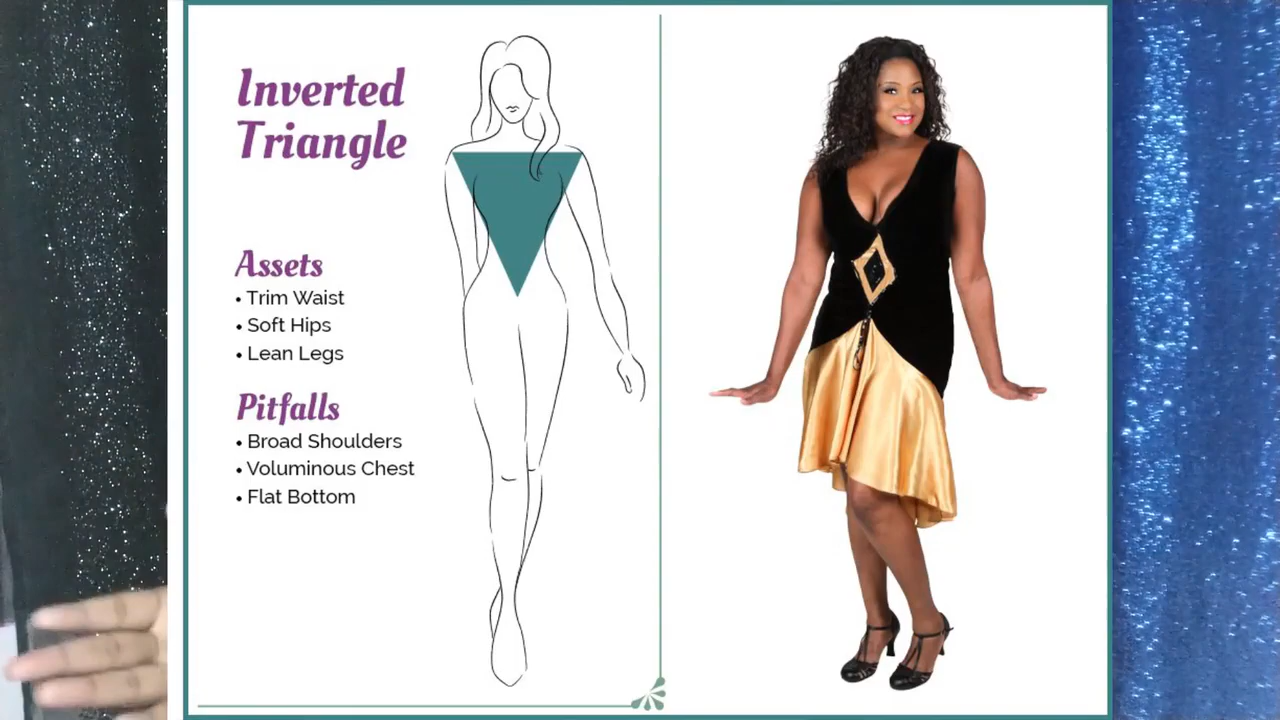 Inverted
Triangle
Assets
• Trim Waist
• Soft Hips
• Lean Legs
Pitfalls
• Broad Shoulders
• Voluminous Chest
• Flat Bottom